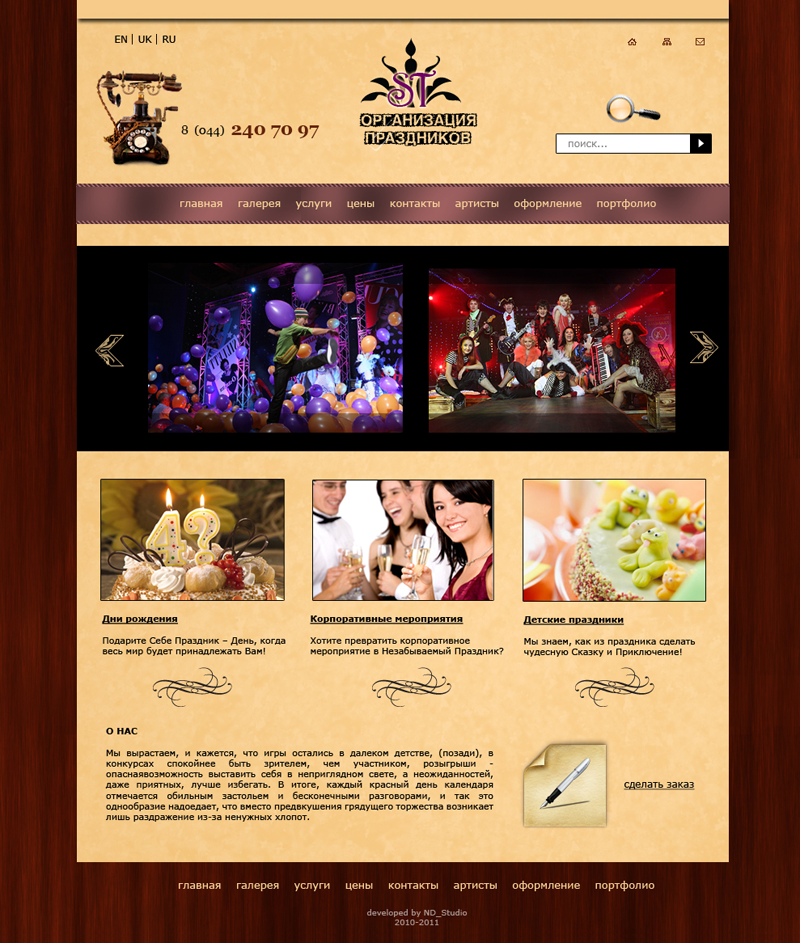 EN | UK | RU
8 (044) 240 70 97
ST
ОРГАНИЗАЦИЯ
ПРАЗДНИКОВ
поиск...
главная галерея услуги цены контакты артисты оформление портфолио
Дни рождения
Подарите Себе Праздник – День, когда
весь мир будет принадлежать Вам!
Корпоративные мероприятия
Хотите превратить корпоративное
мероприятие в Незабываемый Праздник?
Детские праздники
Мы знаем, как из праздника сделать
чудесную Сказку и Приключение!
О НАС
Мы вырастаем, и кажется, что игры остались в далеком детстве, (позади), в
конкурсах спокойнее быть зрителем, чем участником, розыгрыши -
опаснаявозможность выставить себя в неприглядном свете, а неожиданностей,
даже приятных, лучше избегать. В итоге, каждый красный день календаря
отмечается обильным застольем и бесконечными разговорами, и так это
однообразие надоедает, что вместо предвкушения грядущего торжества возникает
лишь раздражение из-за ненужных хлопот.
сделать заказ
главная галерея услуги цены контакты артисты оформление портфолио
developed by ND_Studio
2010-2011